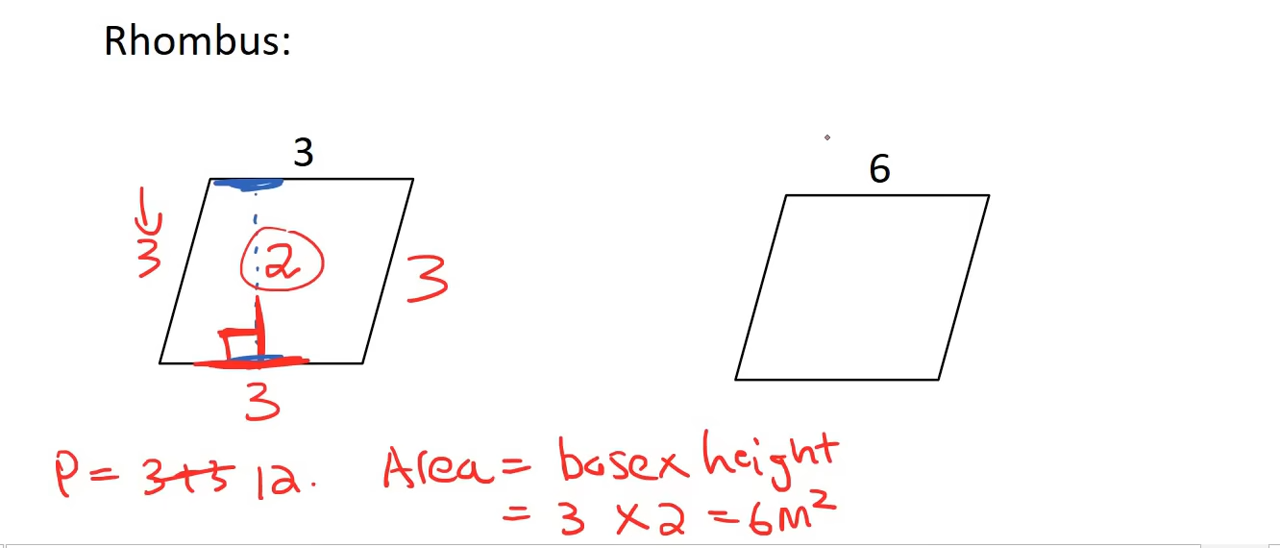 Rhombus:
3
6
3
2
3
3
P = 3+3 12.
Area = base x height
= 3 x 2 = 6m²